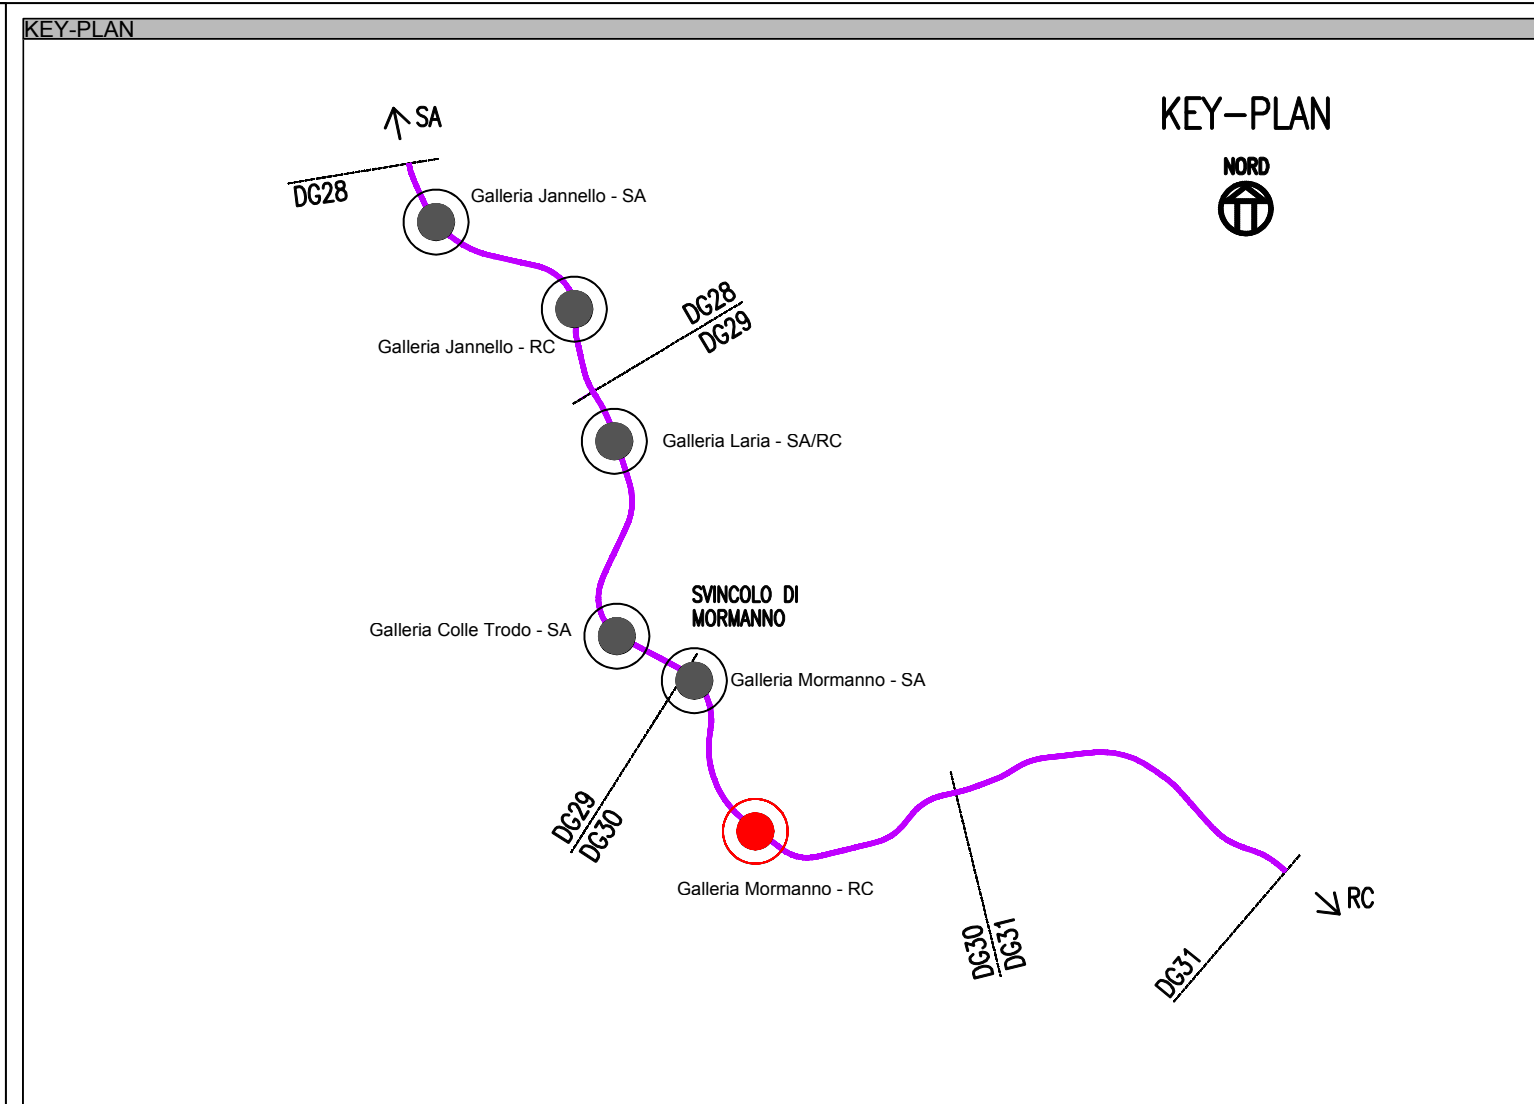 KEY-PLAN
KEY-PLAN
NORD
SA
DG28
Galleria Jannello - SA
DG28
DG29
Galleria Jannello - RC
Galleria Laria - SA/RC
SVINCOLO DI
MORMANNO
Galleria Colle Trodo - SA
Galleria Mormanno - SA
DG29
DG30
Galleria Mormanno - RC
RC
DG30
DG31
DG31